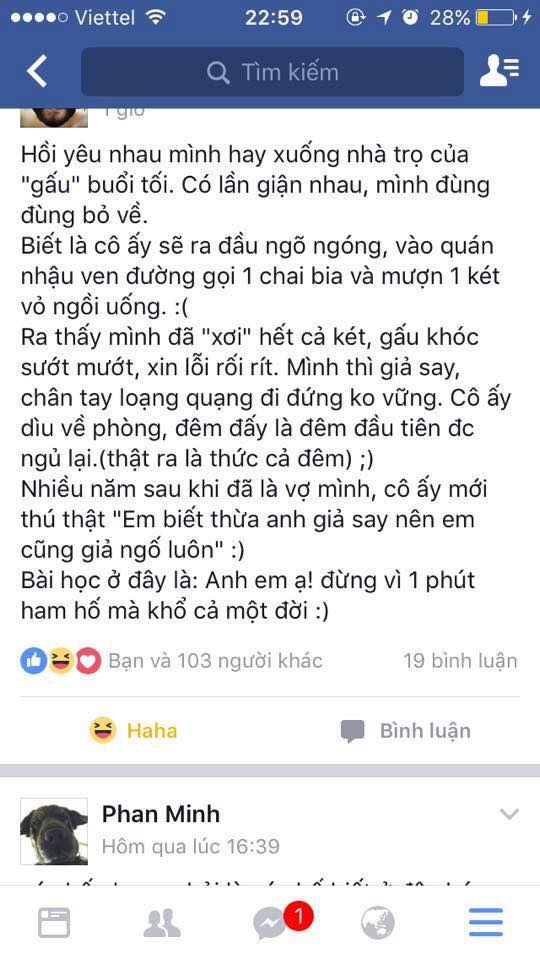 Viettel 22:59 28%
Tìm kiếm
1 giờ
Hồi yêu nhau mình hay xuống nhà trọ của
"gấu" buổi tối. Có lần giận nhau, mình đùng
đùng bỏ về.
Biết là cô ấy sẽ ra đầu ngõ ngóng, vào quán
nhậu ven đường gọi 1 chai bia và mượn 1 két
vỏ ngồi uống. :(
Ra thấy mình đã "xơi" hết cả két, gấu khóc
sướt mướt, xin lỗi rối rít. Mình thì giả say,
chân tay loạng quạng đi đứng ko vững. Cô ấy
dìu về phòng, đêm đấy là đêm đầu tiên đc
ngủ lại.(thật ra là thức cả đêm) ;)
Nhiều năm sau khi đã là vợ mình, cô ấy mới
thú thật "Em biết thừa anh giả say nên em
cũng giả ngố luôn" :)
Bài học ở đây là: Anh em ạ! đừng vì 1 phút
ham hố mà khổ cả một đời :)
Bạn và 103 người khác 19 bình luận
Haha Bình luận
Phan Minh
Hôm qua lúc 16:39
1